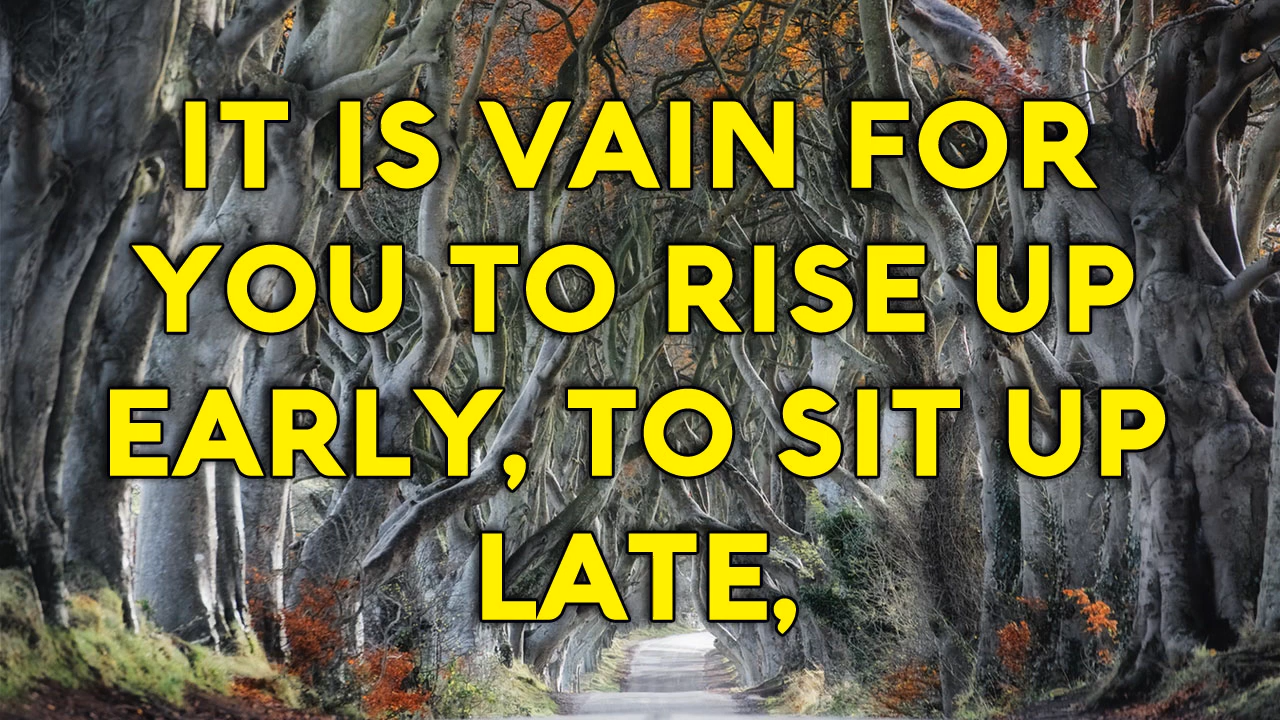 IT IS VAIN FOR
YOU TO RISE UP
EARLY, TO SIT UP
LATE,